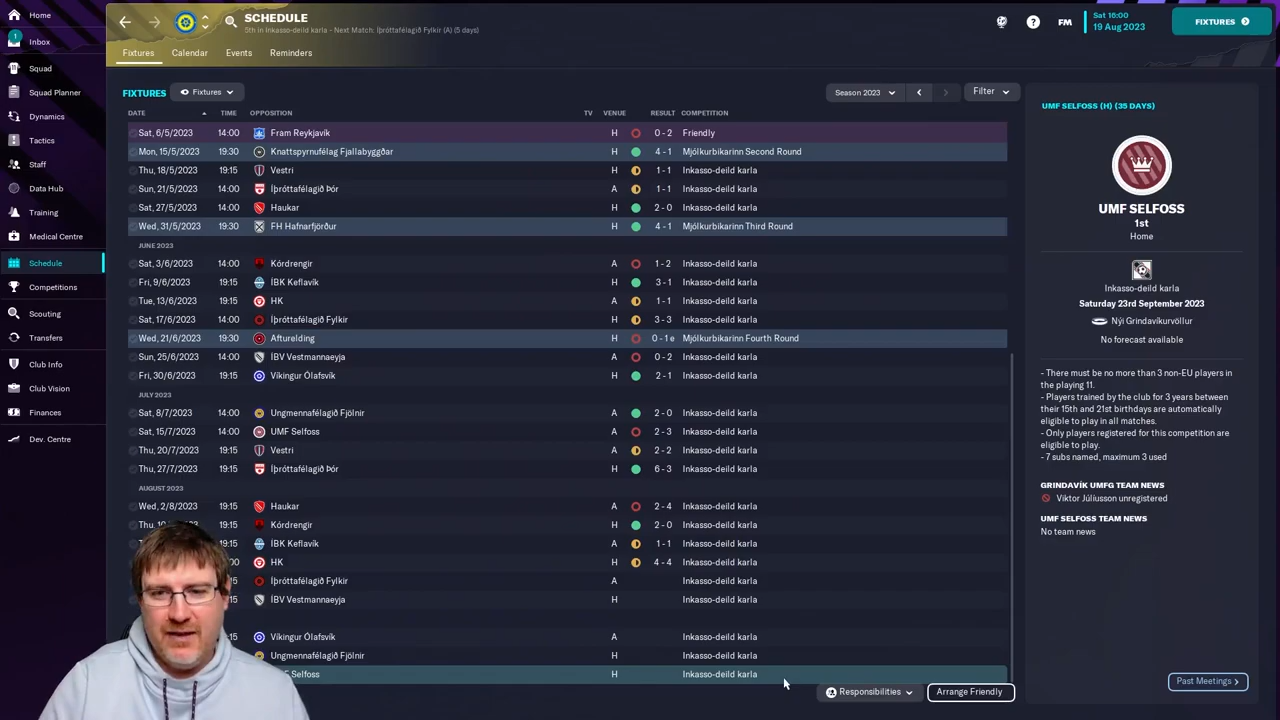 Home
SCHEDULE
5th in Inkasso-deild karla - Next Match: Íþróttafélagið Fylkir (A) (5 days)
FM
Sat 16:00
19 Aug 2023
FIXTURES
1
Inbox
Squad
Squad Planner
Dynamics
Tactics
Staff
Data Hub
Training
Medical Centre
Schedule
Competitions
Scouting
Transfers
Club Info
Club Vision
Finances
Dev. Centre
Fixtures Calendar Events Reminders
FIXTURES Fixtures Season 2023 Filter
DATE TIME OPPOSITION TV VENUE RESULT COMPETITION
Sat, 6/5/2023 14:00 Fram Reykjavík H 0 - 2 Friendly
Mon, 15/5/2023 19:30 Knattspyrnufélag Fjallabyggðar H 4 - 1 Mjólkurbikarinn Second Round
Thu, 18/5/2023 19:15 Vestri H 1 - 1 Inkasso-deild karla
Sun, 21/5/2023 14:00 Íþróttafélagið Þór A 1 - 1 Inkasso-deild karla
Sat, 27/5/2023 14:00 Haukar H 2 - 0 Inkasso-deild karla
Wed, 31/5/2023 19:30 FH Hafnarfjörður H 4 - 1 Mjólkurbikarinn Third Round
JUNE 2023
Sat, 3/6/2023 14:00 Kórdrengir A 1 - 2 Inkasso-deild karla
Fri, 9/6/2023 19:15 ÍBK Keflavík H 3 - 1 Inkasso-deild karla
Tue, 13/6/2023 19:15 HK A 1 - 1 Inkasso-deild karla
Sat, 17/6/2023 14:00 Íþróttafélagið Fylkir H 3 - 3 Inkasso-deild karla
Wed, 21/6/2023 19:30 Afturelding H 0 - 1 e Mjólkurbikarinn Fourth Round
Sun, 25/6/2023 14:00 ÍBV Vestmannaeyja A 0 - 2 Inkasso-deild karla
Fri, 30/6/2023 19:15 Víkingur Ólafsvík H 2 - 1 Inkasso-deild karla
JULY 2023
Sat, 8/7/2023 14:00 Ungmennafélagið Fjölnir A 2 - 0 Inkasso-deild karla
Sat, 15/7/2023 14:00 UMF Selfoss A 2 - 3 Inkasso-deild karla
Thu, 20/7/2023 19:15 Vestri A 2 - 2 Inkasso-deild karla
Thu, 27/7/2023 19:15 Íþróttafélagið Þór H 6 - 3 Inkasso-deild karla
AUGUST 2023
Wed, 2/8/2023 19:15 Haukar A 2 - 4 Inkasso-deild karla
Thu, 19:15 Kórdrengir H 2 - 0 Inkasso-deild karla
19:15 ÍBK Keflavík A 1 - 1 Inkasso-deild karla
HK H 4 - 4 Inkasso-deild karla
Íþróttafélagið Fylkir A Inkasso-deild karla
ÍBV Vestmannaeyja H Inkasso-deild karla
Víkingur Ólafsvík A Inkasso-deild karla
Ungmennafélagið Fjölnir H Inkasso-deild karla
Selfoss H Inkasso-deild karla
Responsibilities Arrange Friendly
UMF SELFOSS (H) (35 DAYS)
UMF SELFOSS
1st
Home
Inkasso-deild karla
Saturday 23rd September 2023
Nýi Grindavíkurvöllur
No forecast available
- There must be no more than 3 non-EU players in
the playing 11.
- Players trained by the club for 3 years between
their 15th and 21st birthdays are automatically
eligible to play in all matches.
- Only players registered for this competition are
eligible to play.
- 7 subs named, maximum 3 used
GRINDAVÍK UMFG TEAM NEWS
Viktor Júlíusson unregistered
UMF SELFOSS TEAM NEWS
No team news
Past Meetings